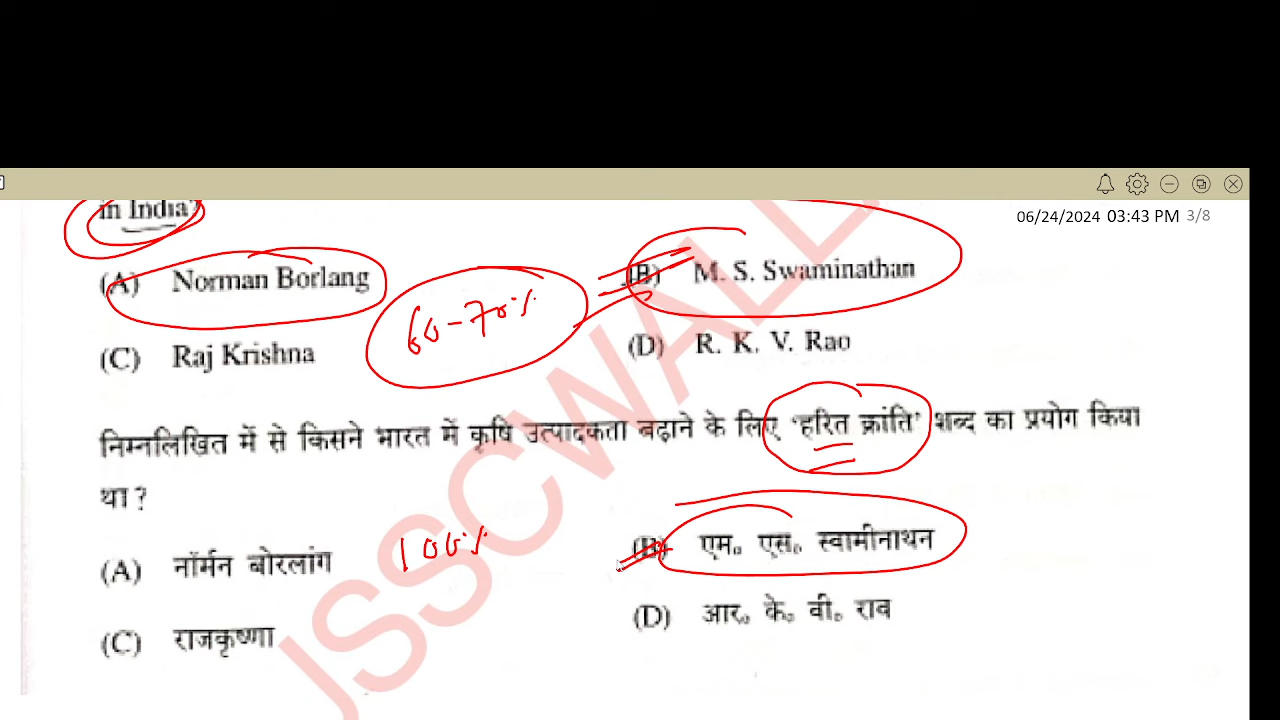 in India?
06/24/2024 03:43 PM 3/8
(A) Norman Borlang (B) M. S. Swaminathan
60-70%
(C) Raj Krishna (D) R. K. V. Rao
निम्नलिखित में से किसने भारत में कृषि उत्पादकता बढ़ाने के लिए ‘हरित क्रांति’ शब्द का प्रयोग किया
था?
(A) नॉर्मन बोरलांग 100% (B) एम॰ एस॰ स्वामीनाथन
(C) राजकृष्णा (D) आर॰ के॰ वी॰ राव
JSSCWALL